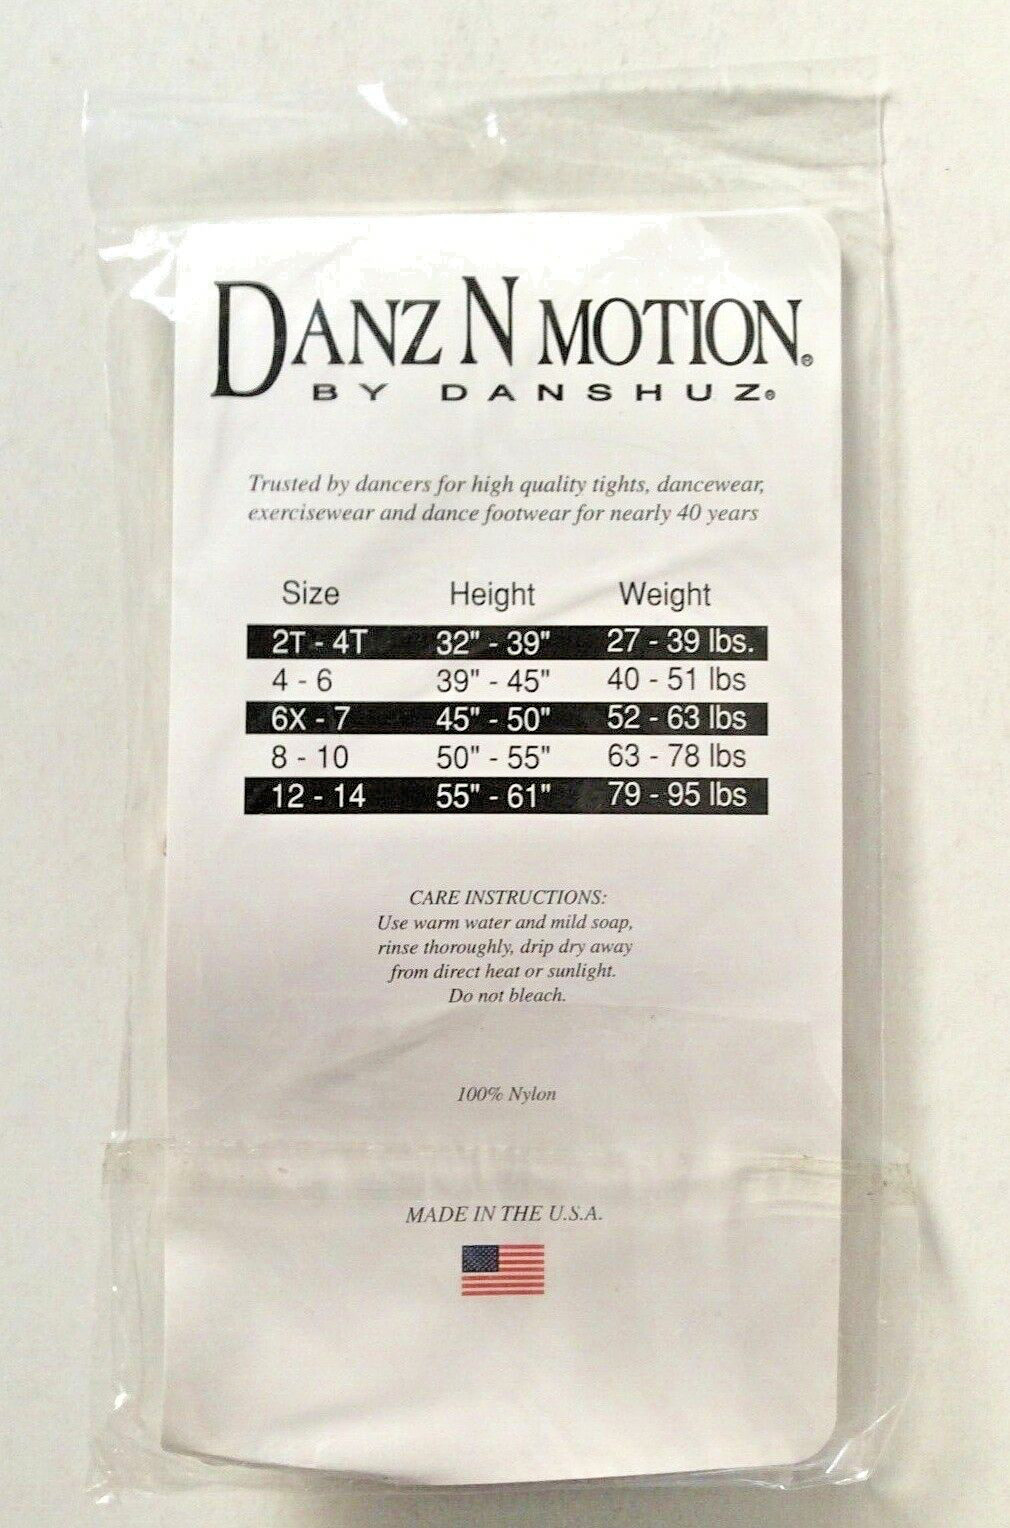 DANZ N MOTION®
BY DANSHUZ®
Trusted by dancers for high quality tights, dancewear,
exercisewear and dance footwear for nearly 40 years
Size Height Weight
2T - 4T 32" - 39" 27 - 39 lbs.
4 - 6 39" - 45" 40 - 51 lbs
6X - 7 45" - 50" 52 - 63 lbs
8 - 10 50" - 55" 63 - 78 lbs
12 - 14 55" - 61" 79 - 95 lbs
CARE INSTRUCTIONS:
Use warm water and mild soap,
rinse thoroughly, drip dry away
from direct heat or sunlight.
Do not bleach.
100% Nylon
MADE IN THE U.S.A.